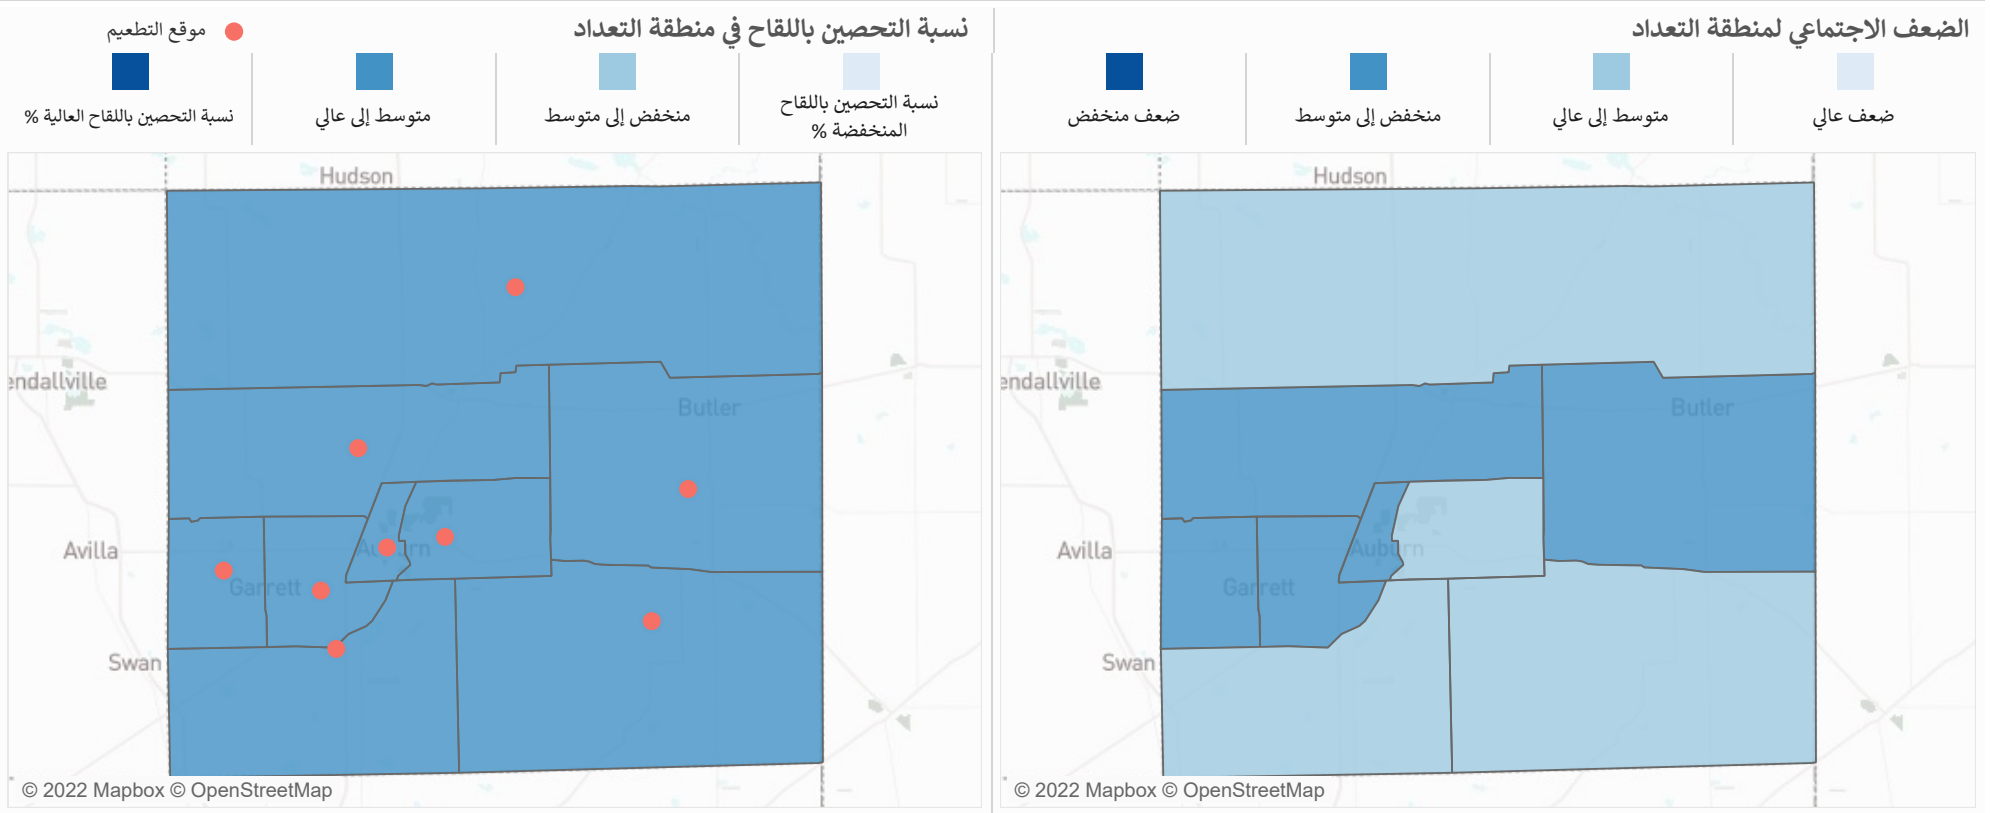 الضعف الاجتماعي لمنطقة التعداد
ضعف عالي
متوسط إلى عالي
منخفض إلى متوسط
ضعف منخفض
Hudson
endallville
Butler
Avilla
Auburn
Garrett
Swan
© 2022 Mapbox © OpenStreetMap
نسبة التحصين باللقاح في منطقة التعداد
موقع التطعيم
نسبة التحصين باللقاح
المنخفضة %
منخفض إلى متوسط
متوسط إلى عالي
نسبة التحصين باللقاح العالية %
Hudson
endallville
Butler
Avilla
Auburn
Garrett
Swan
© 2022 Mapbox © OpenStreetMap